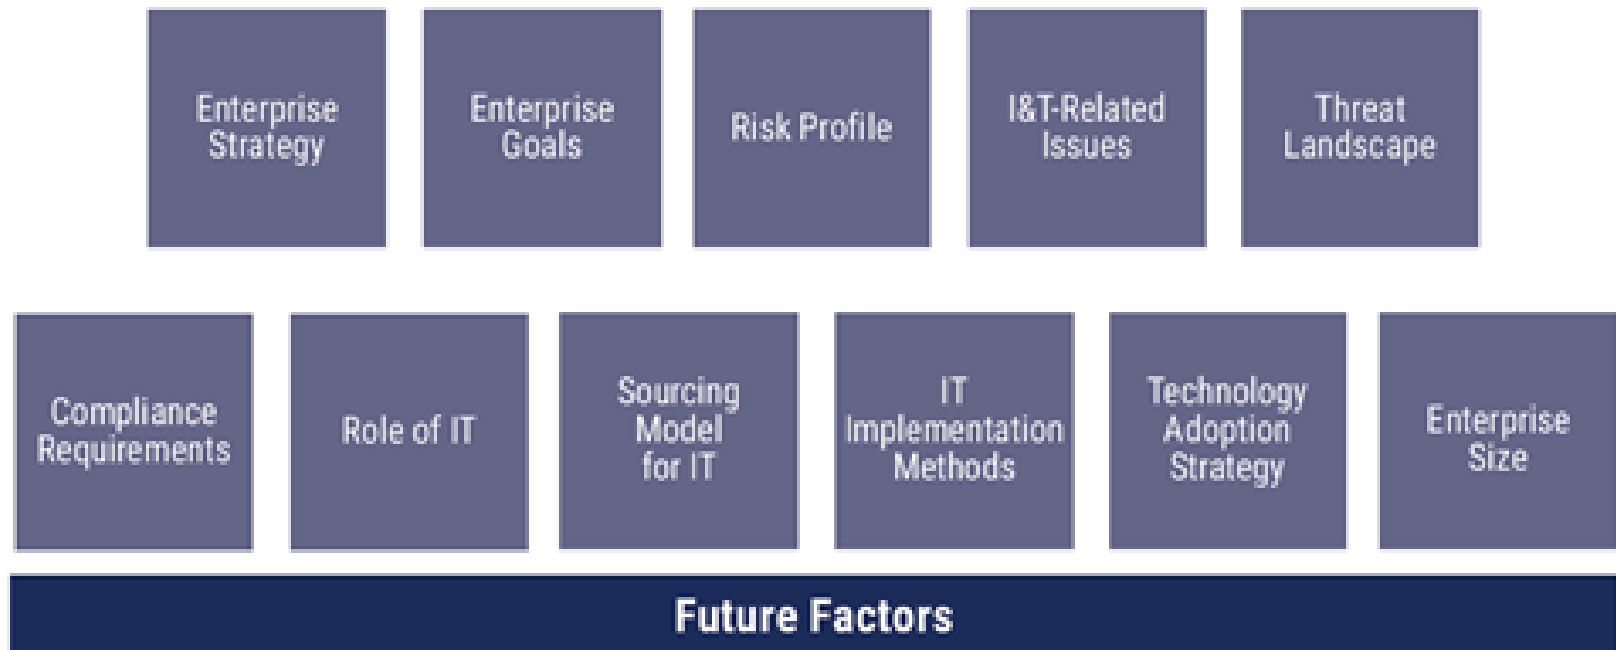 Enterprise
Strategy
Enterprise
Goals
Risk Profile
I&T-Related
Issues
Threat
Landscape
Compliance
Requirements
Role of IT
Sourcing
Model
for IT
IT
Implementation
Methods
Technology
Adoption
Strategy
Enterprise
Size
Future Factors